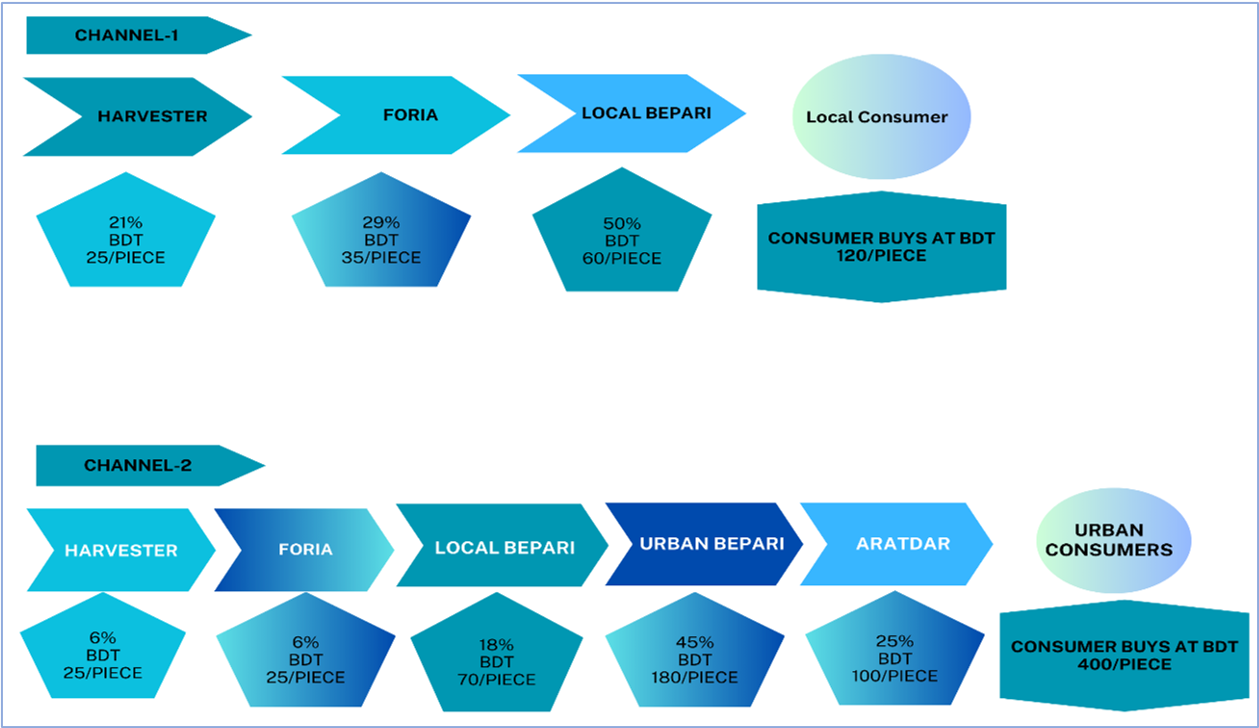 CHANNEL-1
HARVESTER
FORIA
LOCAL BEPARI
Local Consumer
21%
BDT
25/PIECE
29%
BDT
35/PIECE
50%
BDT
60/PIECE
CONSUMER BUYS AT BDT
120/PIECE
CHANNEL-2
HARVESTER
FORIA
LOCAL BEPARI
URBAN BEPARI
ARATDAR
URBAN
CONSUMERS
6%
BDT
25/PIECE
6%
BDT
25/PIECE
18%
BDT
70/PIECE
45%
BDT
180/PIECE
25%
BDT
100/PIECE
CONSUMER BUYS AT BDT
400/PIECE